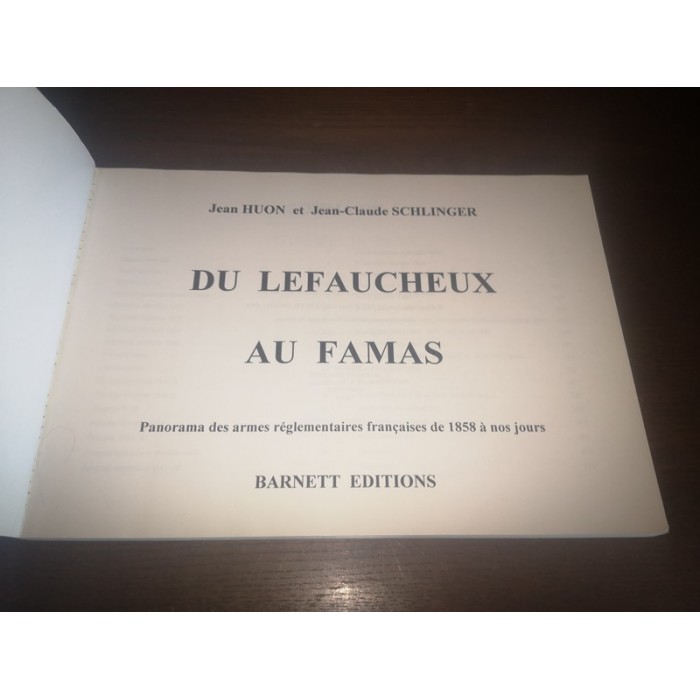 Jean HUON et Jean-Claude SCHLINGER
DU LEFAUCHEUX
AU FAMAS
Panorama des armes réglementaires françaises de 1858 à nos jours
BARNETT EDITIONS